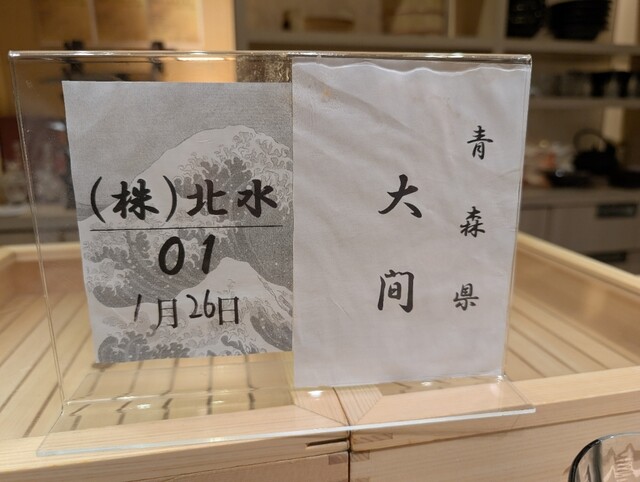 (株)北水
01
1月26日
青森県
大間